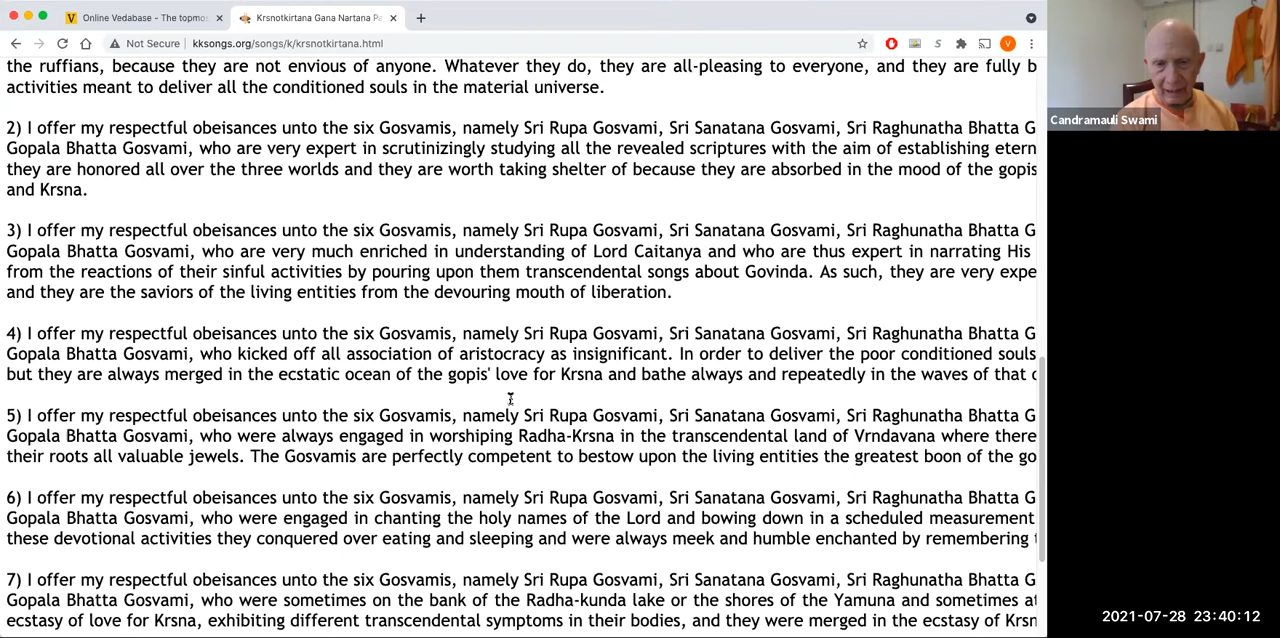 Online Vedabase - The topmo
Krsnotkirtana Gana Nartana Pa
Not Secure | kksongs.org/songs/k/krsnotkirtana.html
the ruffians, because they are not envious of anyone. Whatever they do, they are all-pleasing to everyone, and they are fully b
activities meant to deliver all the conditioned souls in the material universe.
2) I offer my respectful obeisances unto the six Gosvamis, namely Sri Rupa Gosvami, Sri Sanatana Gosvami, Sri Raghunatha Bhatta G
Gopala Bhatta Gosvami, who are very expert in scrutinizingly studying all the revealed scriptures with the aim of establishing etern
they are honored all over the three worlds and they are worth taking shelter of because they are absorbed in the mood of the gopis
and Krsna.
3) I offer my respectful obeisances unto the six Gosvamis, namely Sri Rupa Gosvami, Sri Sanatana Gosvami, Sri Raghunatha Bhatta G
Gopala Bhatta Gosvami, who are very much enriched in understanding of Lord Caitanya and who are thus expert in narrating His
from the reactions of their sinful activities by pouring upon them transcendental songs about Govinda. As such, they are very expe
and they are the saviors of the living entities from the devouring mouth of liberation.
4) I offer my respectful obeisances unto the six Gosvamis, namely Sri Rupa Gosvami, Sri Sanatana Gosvami, Sri Raghunatha Bhatta G
Gopala Bhatta Gosvami, who kicked off all association of aristocracy as insignificant. In order to deliver the poor conditioned souls
but they are always merged in the ecstatic ocean of the gopis' love for Krsna and bathe always and repeatedly in the waves of that
5) I offer my respectful obeisances unto the six Gosvamis, namely Sri Rupa Gosvami, Sri Sanatana Gosvami, Sri Raghunatha Bhatta G
Gopala Bhatta Gosvami, who were always engaged in worshiping Radha-Krsna in the transcendental land of Vrndavana where there
their roots all valuable jewels. The Gosvamis are perfectly competent to bestow upon the living entities the greatest boon of the go
6) I offer my respectful obeisances unto the six Gosvamis, namely Sri Rupa Gosvami, Sri Sanatana Gosvami, Sri Raghunatha Bhatta G
Gopala Bhatta Gosvami, who were engaged in chanting the holy names of the Lord and bowing down in a scheduled measurement
these devotional activities they conquered over eating and sleeping and were always meek and humble enchanted by remembering
7) I offer my respectful obeisances unto the six Gosvamis, namely Sri Rupa Gosvami, Sri Sanatana Gosvami, Sri Raghunatha Bhatta G
Gopala Bhatta Gosvami, who were sometimes on the bank of the Radha-kunda lake or the shores of the Yamuna and sometimes at
ecstasy of love for Krsna, exhibiting different transcendental symptoms in their bodies, and they were merged in the ecstasy of Krsn
Candramauli Swami
2021-07-28 23:40:12